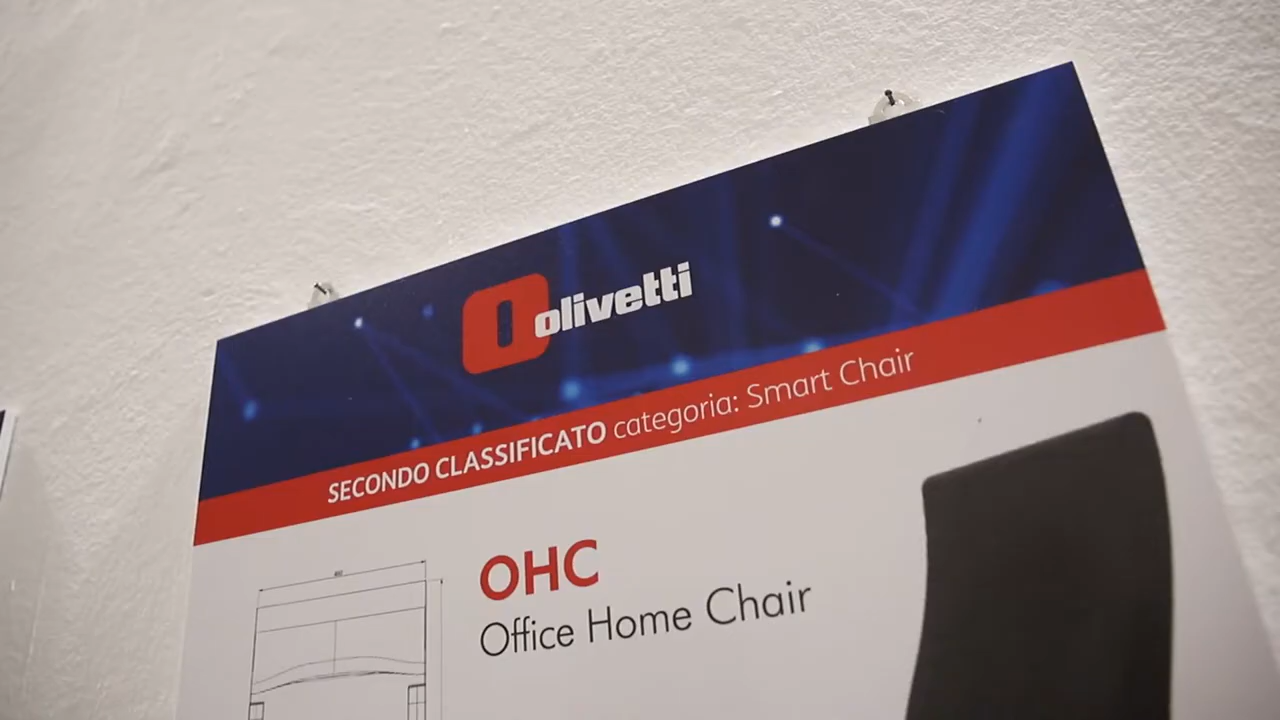 olivetti
SECONDO CLASSIFICATO categoria: Smart Chair
OHC
Office Home Chair